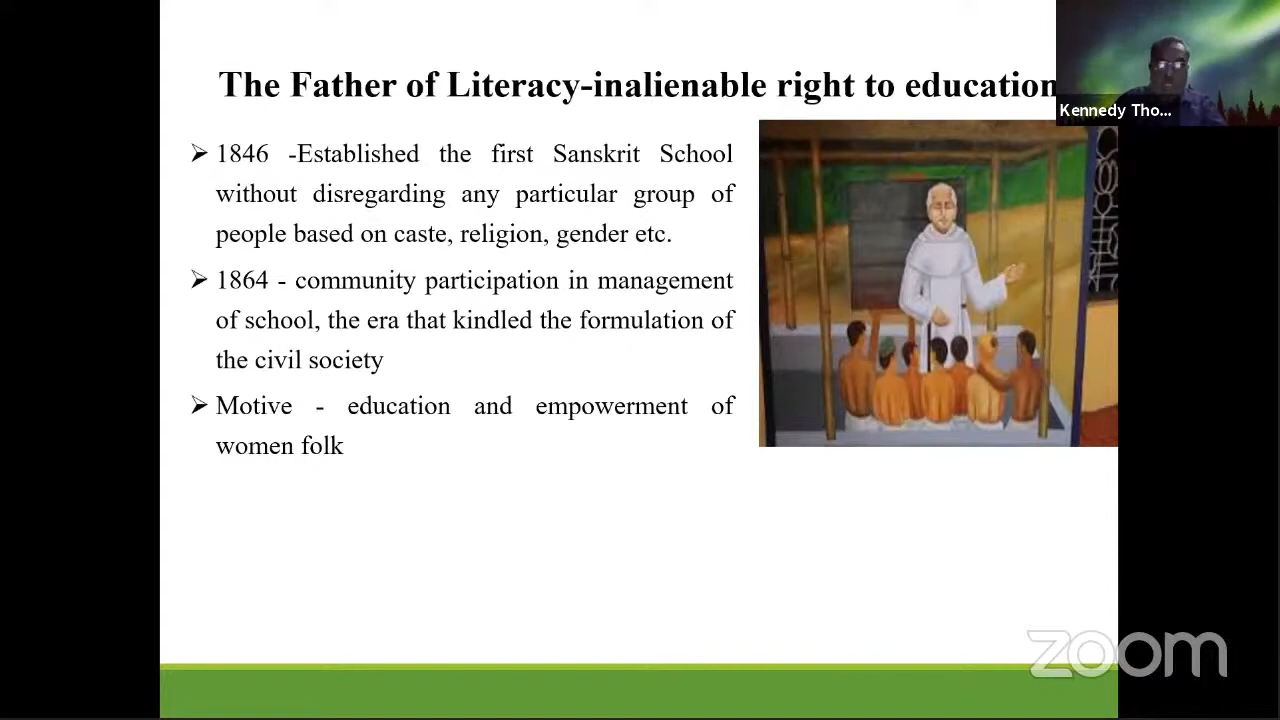 The Father of Literacy-inalienable right to education
Kennedy Tho...
➢ 1846 -Established the first Sanskrit School
without disregarding any particular group of
people based on caste, religion, gender etc.
➢ 1864 - community participation in management
of school, the era that kindled the formulation of
the civil society
➢ Motive - education and empowerment of
women folk
zoom